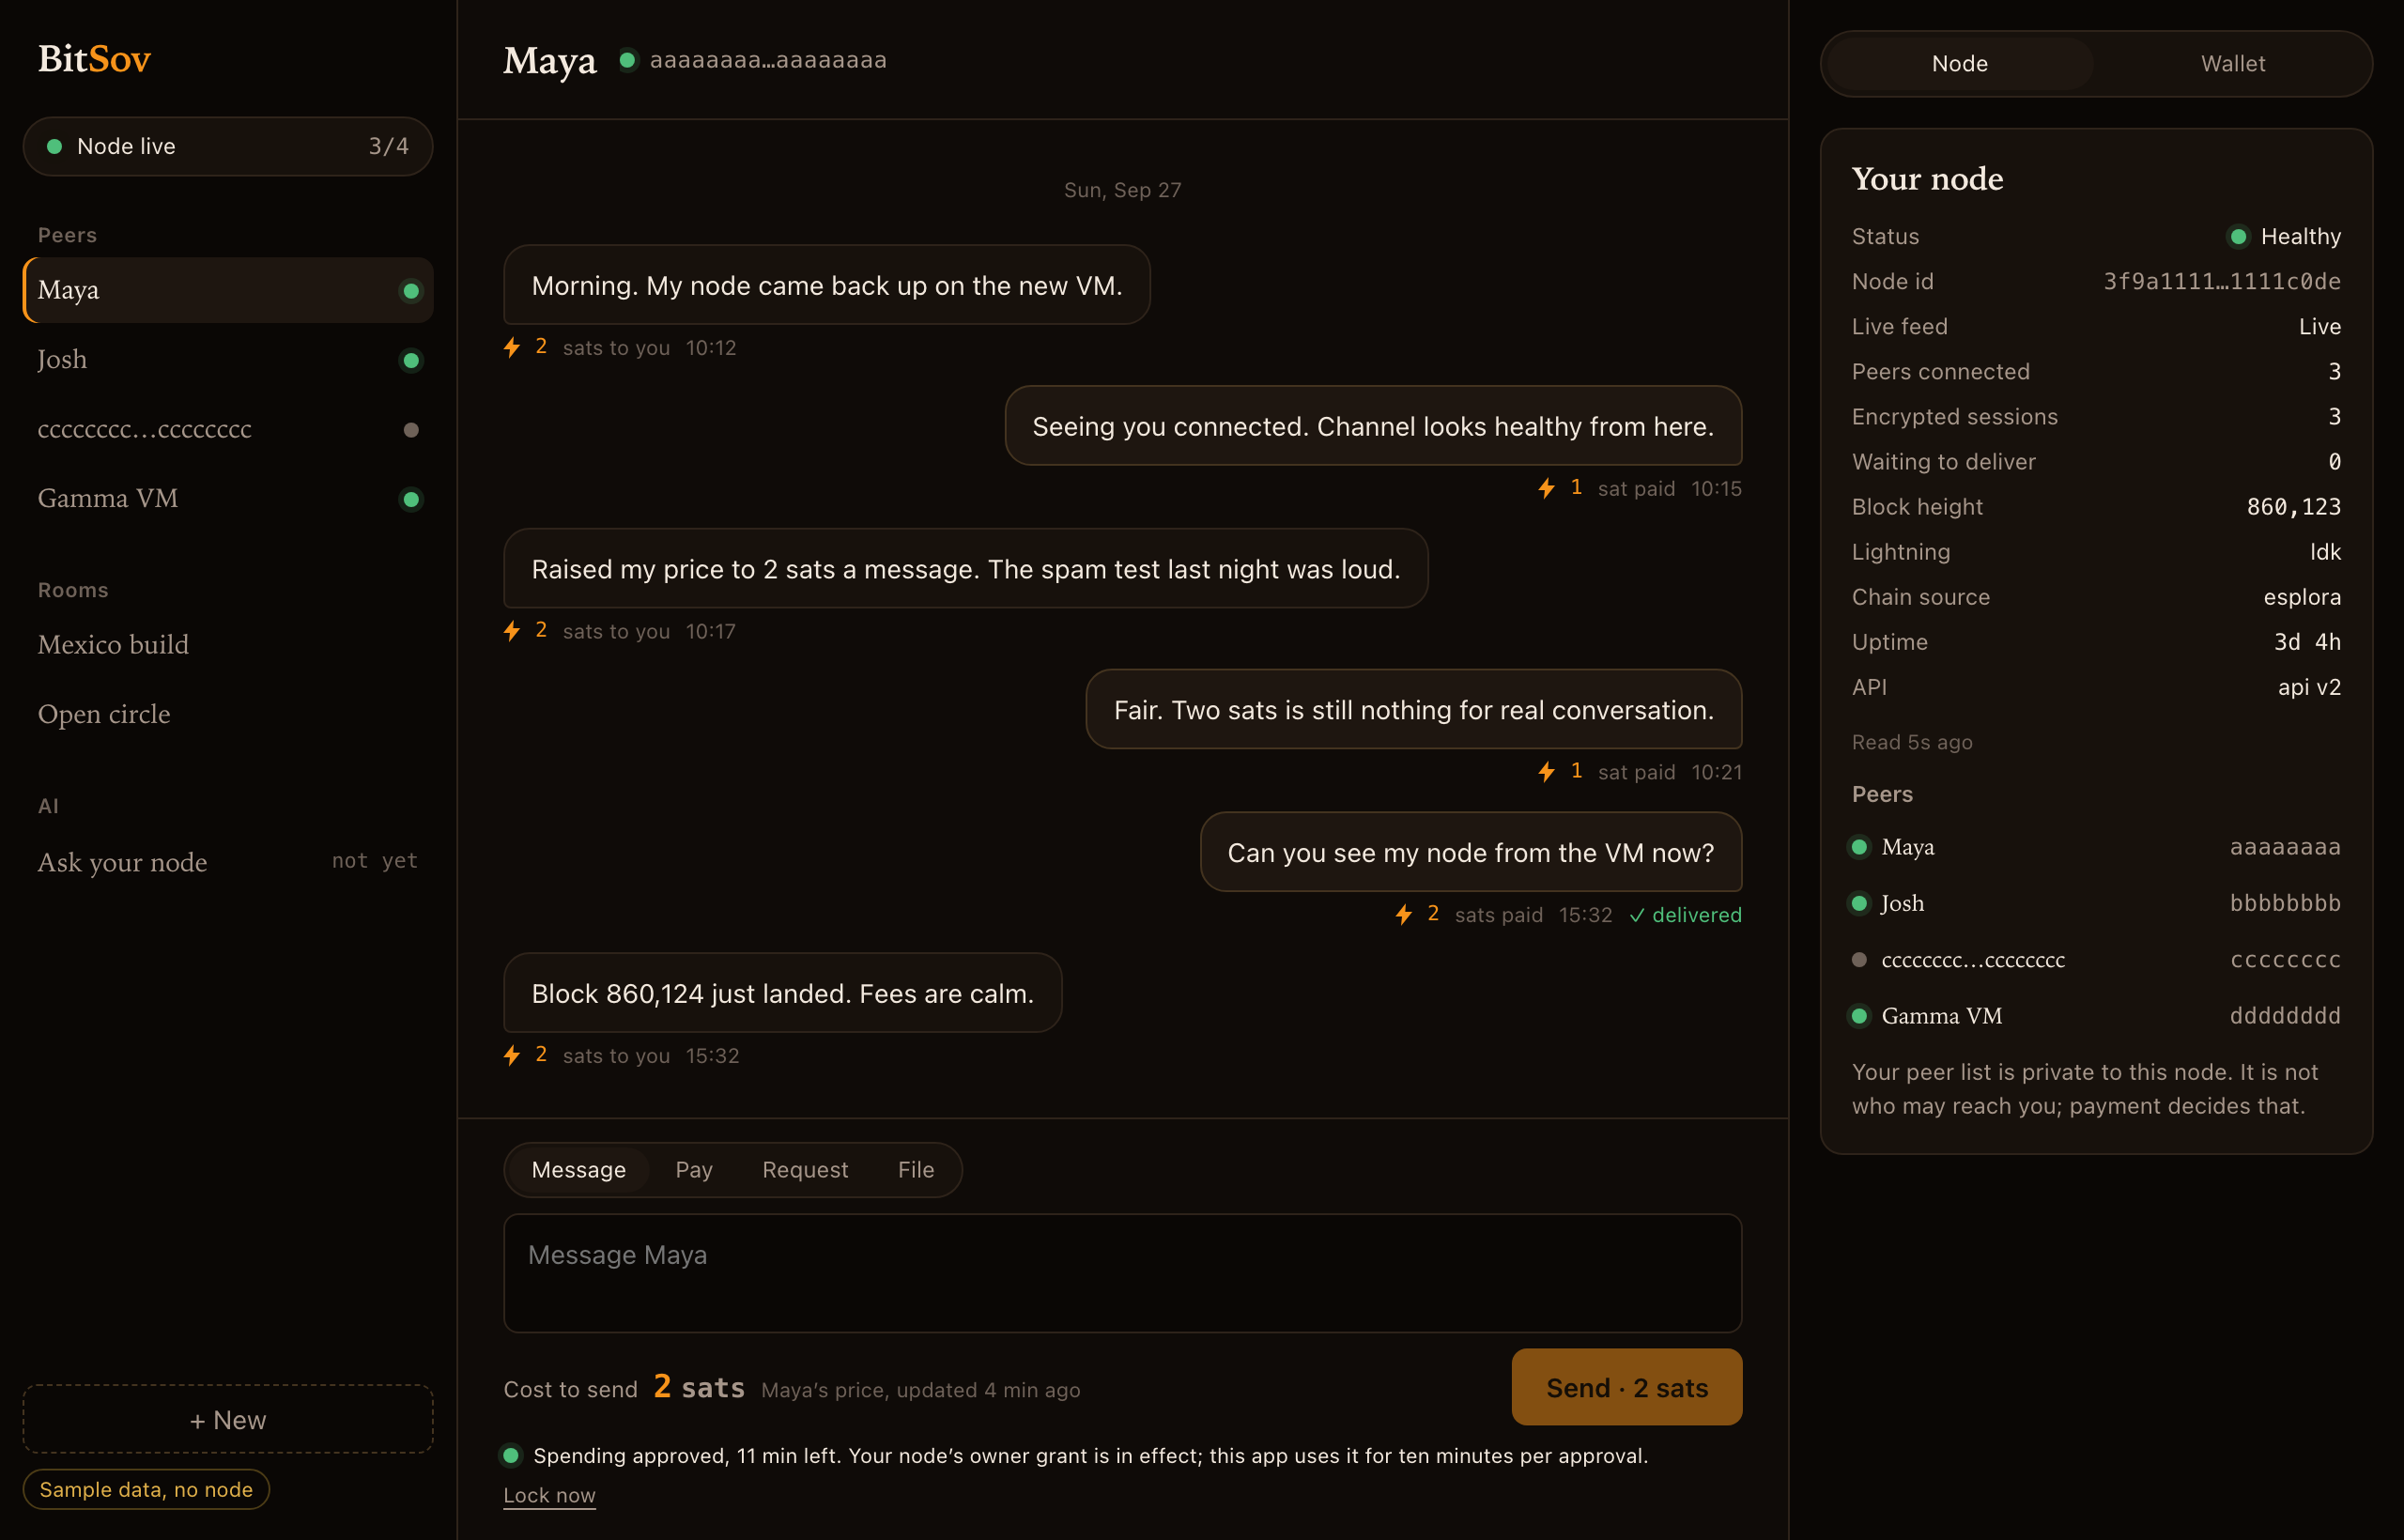 BitSov
Node live 3/4
Peers
Maya
Josh
cccccccc…cccccccc
Gamma VM
Rooms
Mexico build
Open circle
AI
Ask your node not yet
+ New
Sample data, no node
Maya aaaaaaaa…aaaaaaaa
Sun, Sep 27
Morning. My node came back up on the new VM.
2 sats to you 10:12
Seeing you connected. Channel looks healthy from here.
1 sat paid 10:15
Raised my price to 2 sats a message. The spam test last night was loud.
2 sats to you 10:17
Fair. Two sats is still nothing for real conversation.
1 sat paid 10:21
Can you see my node from the VM now?
2 sats paid 15:32 ✓ delivered
Block 860,124 just landed. Fees are calm.
2 sats to you 15:32
Message Pay Request File
Message Maya
Cost to send 2 sats Maya’s price, updated 4 min ago
Send · 2 sats
Spending approved, 11 min left. Your node’s owner grant is in effect; this app uses it for ten minutes per approval.
Lock now
Node Wallet
Your node
Status Healthy
Node id 3f9a1111…1111c0de
Live feed Live
Peers connected 3
Encrypted sessions 3
Waiting to deliver 0
Block height 860,123
Lightning ldk
Chain source esplora
Uptime 3d 4h
API api v2
Read 5s ago
Peers
Maya aaaaaaaa
Josh bbbbbbbb
cccccccc…cccccccc cccccccc
Gamma VM dddddddd
Your peer list is private to this node. It is not
who may reach you; payment decides that.